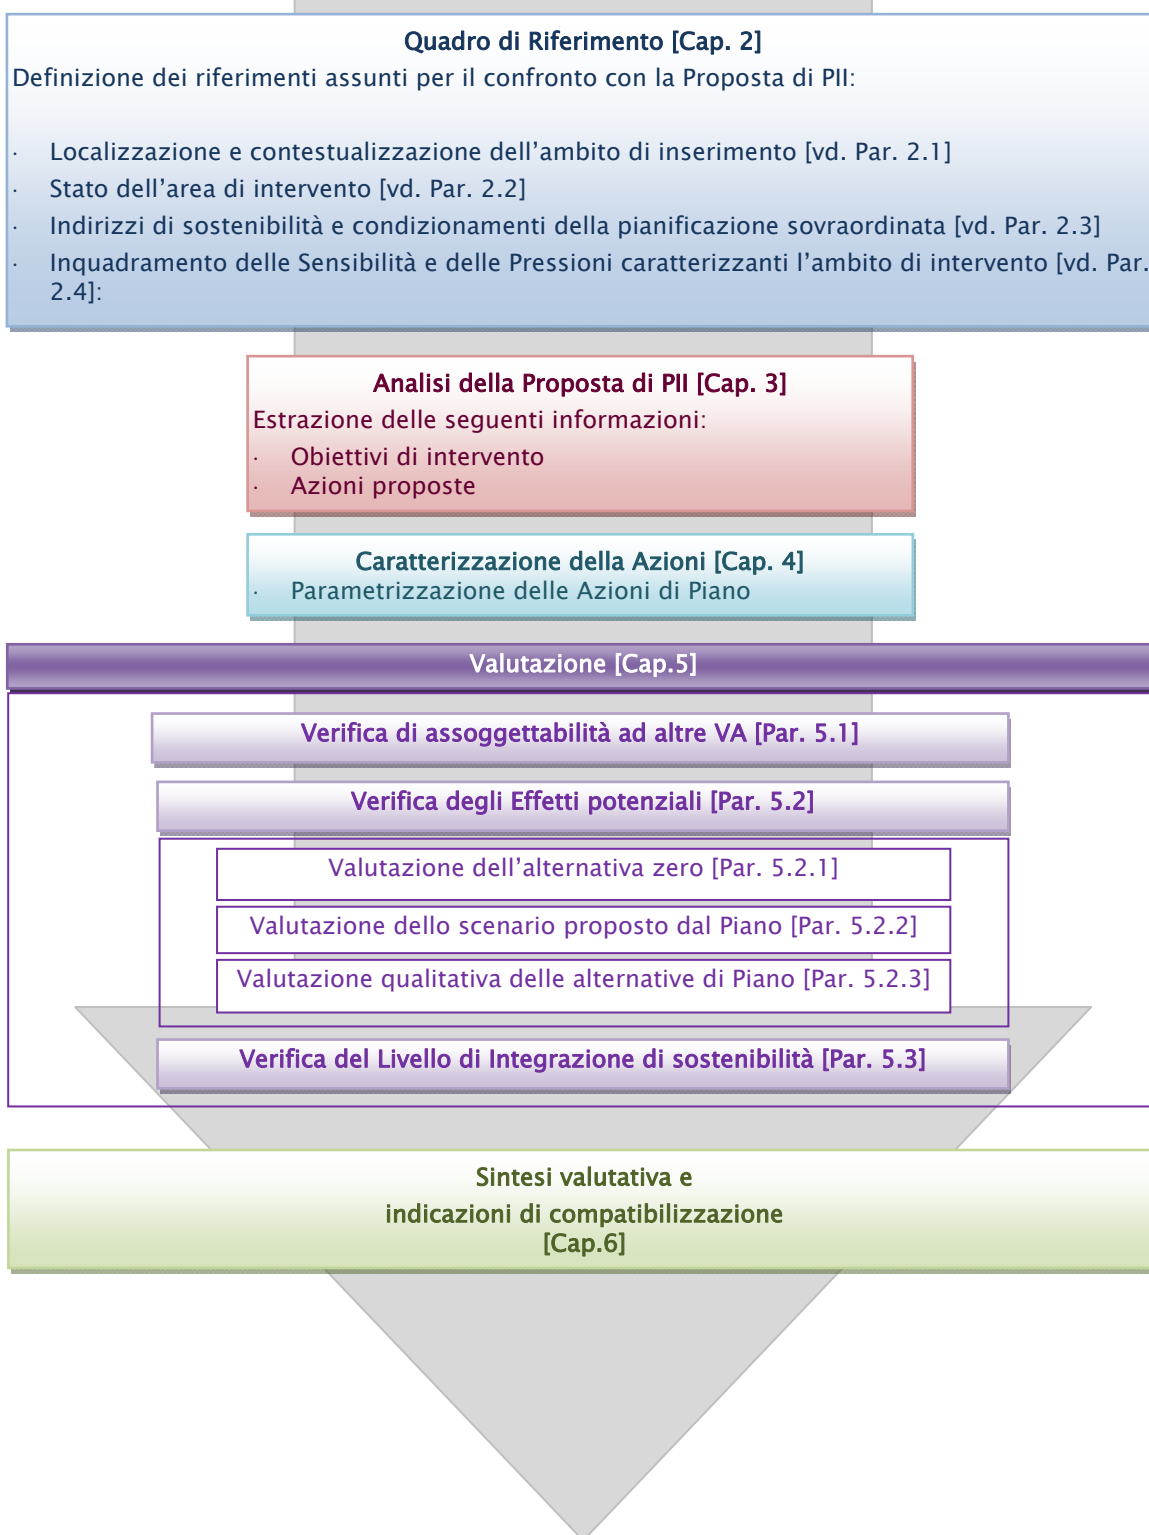 Quadro di Riferimento [Cap. 2]
Definizione dei riferimenti assunti per il confronto con la Proposta di PII:
· Localizzazione e contestualizzazione dell’ambito di inserimento [vd. Par. 2.1]
· Stato dell’area di intervento [vd. Par. 2.2]
· Indirizzi di sostenibilità e condizionamenti della pianificazione sovraordinata [vd. Par. 2.3]
· Inquadramento delle Sensibilità e delle Pressioni caratterizzanti l’ambito di intervento [vd. Par.
2.4]:
Analisi della Proposta di PII [Cap. 3]
Estrazione delle seguenti informazioni:
· Obiettivi di intervento
· Azioni proposte
Caratterizzazione della Azioni [Cap. 4]
· Parametrizzazione delle Azioni di Piano
Valutazione [Cap.5]
Verifica di assoggettabilità ad altre VA [Par. 5.1]
Verifica degli Effetti potenziali [Par. 5.2]
Valutazione dell’alternativa zero [Par. 5.2.1]
Valutazione dello scenario proposto dal Piano [Par. 5.2.2]
Valutazione qualitativa delle alternative di Piano [Par. 5.2.3]
Verifica del Livello di Integrazione di sostenibilità [Par. 5.3]
Sintesi valutativa e
indicazioni di compatibilizzazione
[Cap.6]